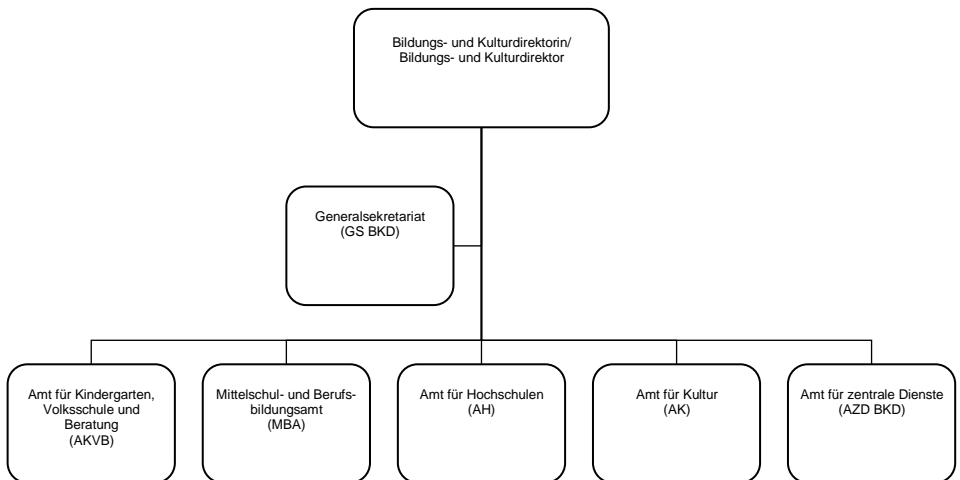 Bildungs- und Kulturdirektorin/
Bildungs- und Kulturdirektor
Generalsekretariat
(GS BKD)
Amt für Kindergarten,
Volksschule und
Beratung
(AKVB)
Mittelschul- und Berufs-
bildungsamt
(MBA)
Amt für Hochschulen
(AH)
Amt für Kultur
(AK)
Amt für zentrale Dienste
(AZD BKD)